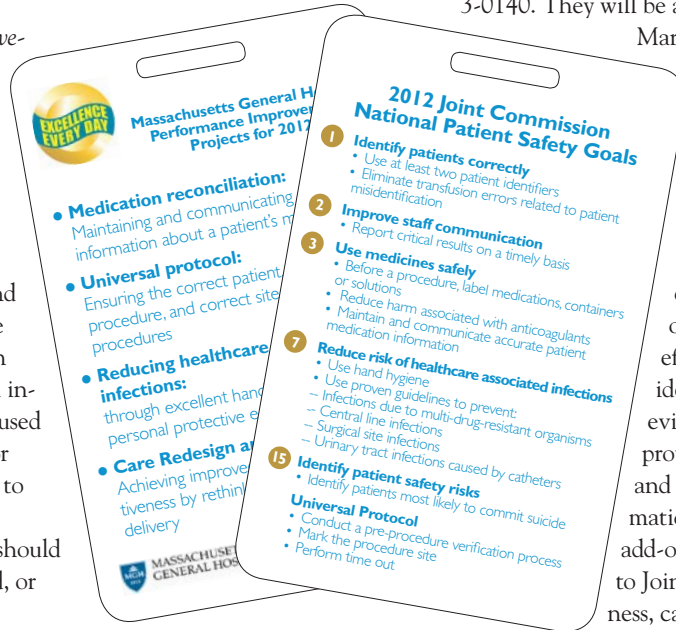 3-0140. They will be a
ve-
Mar
EXCELLENCE
EVERY DAY
Massachusetts General H
Performance Improve
Projects for 2012
• Medication reconciliation:
Maintaining and communicating
information about a patient's m
• Universal protocol:
Ensuring the correct patient,
procedure, and correct site
procedures
• Reducing healthcare
infections:
through excellent hand
personal protective e
• Care Redesign a
Achieving improve
tiveness by rethin
delivery
MGH
MASSACHUSE
GENERAL HOS
2012 Joint Commission
National Patient Safety Goals
1 Identify patients correctly
• Use at least two patient identifiers
• Eliminate transfusion errors related to patient
misidentification
2 Improve staff communication
• Report critical results on a timely basis
3 Use medicines safely
• Before a procedure, label medications, containers
or solutions
• Reduce harm associated with anticoagulants
• Maintain and communicate accurate patient
medication information
7 Reduce risk of healthcare associated infections
• Use hand hygiene
• Use proven guidelines to prevent:
– Infections due to multi-drug-resistant organisms
– Central line infections
– Surgical site infections
– Urinary tract infections caused by catheters
15 Identify patient safety risks
• Identify patients most likely to commit suicide
Universal Protocol
• Conduct a pre-procedure verification process
• Mark the procedure site
• Perform time out
nd
e
n
in-
used
or
to
should
l, or
ef
ide
evi
prov
and
matic
add-o
to Join
ness, ca